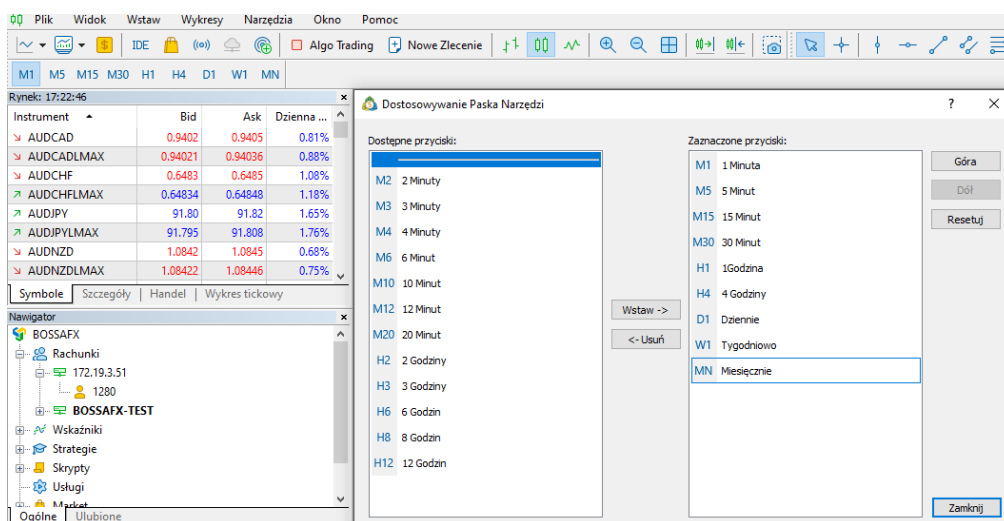 Plik Widok Wstaw Wykresy Narzędzia Okno Pomoc
IDE Algo Trading Nowe Zlecenie
M1 M5 M15 M30 H1 H4 D1 W1 MN
Rynek: 17:22:46
Instrument Bid Ask Dzienna ...
AUDCAD 0.9402 0.9405 0.81%
AUDCADLMAX 0.94021 0.94036 0.88%
AUDCHF 0.6483 0.6485 1.08%
AUDCHFLMAX 0.64834 0.64848 1.18%
AUDJPY 91.80 91.82 1.65%
AUDJPYLMAX 91.795 91.808 1.76%
AUDNZD 1.0842 1.0845 0.68%
AUDNZDLMAX 1.08422 1.08446 0.75%
Symbole Szczegóły Handel Wykres tickowy
Nawigator
BOSSAFX
Rachunki
172.19.3.51
1280
BOSSAFX-TEST
Wskaźniki
Strategie
Skrypty
Usługi
Market
Ogólne Ulubione
Dostosowywanie Paska Narzędzi ?
Dostępne przyciski:
M2 2 Minuty
M3 3 Minuty
M4 4 Minuty
M6 6 Minut
M10 10 Minut
M12 12 Minut
M20 20 Minut
H2 2 Godziny
H3 3 Godziny
H6 6 Godzin
H8 8 Godzin
H12 12 Godzin
Wstaw ->
<- Usuń
Zaznaczone przyciski:
M1 1 Minuta
M5 5 Minut
M15 15 Minut
M30 30 Minut
H1 1Godzina
H4 4 Godziny
D1 Dziennie
W1 Tygodniowo
MN Miesięcznie
Góra
Dół
Resetuj
Zamknij